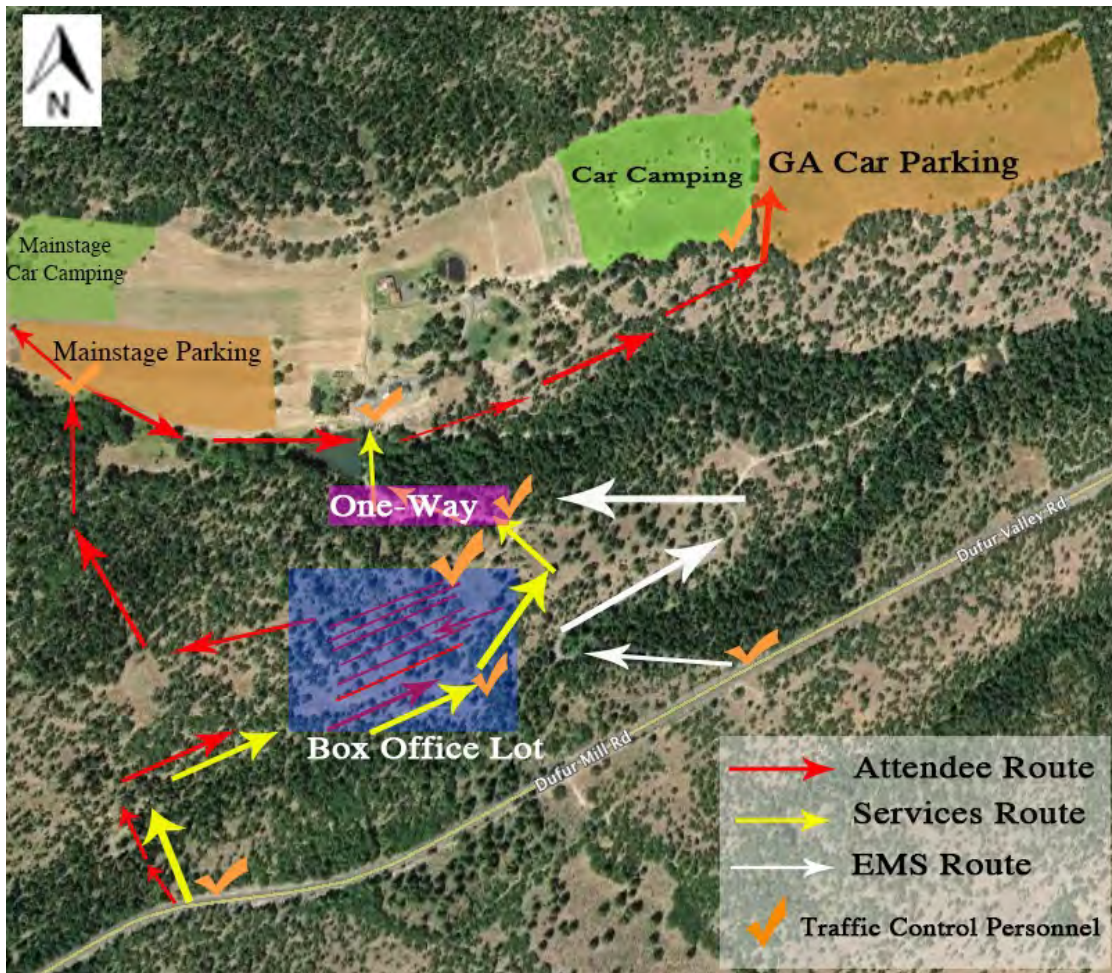 N
Car Camping
GA Car Parking
Mainstage
Car Camping
Mainstage Parking
One-Way
Dufur Valley Rd
Box Office Lot
Dufur Mill Rd
Attendee Route
Services Route
EMS Route
Traffic Control Personnel